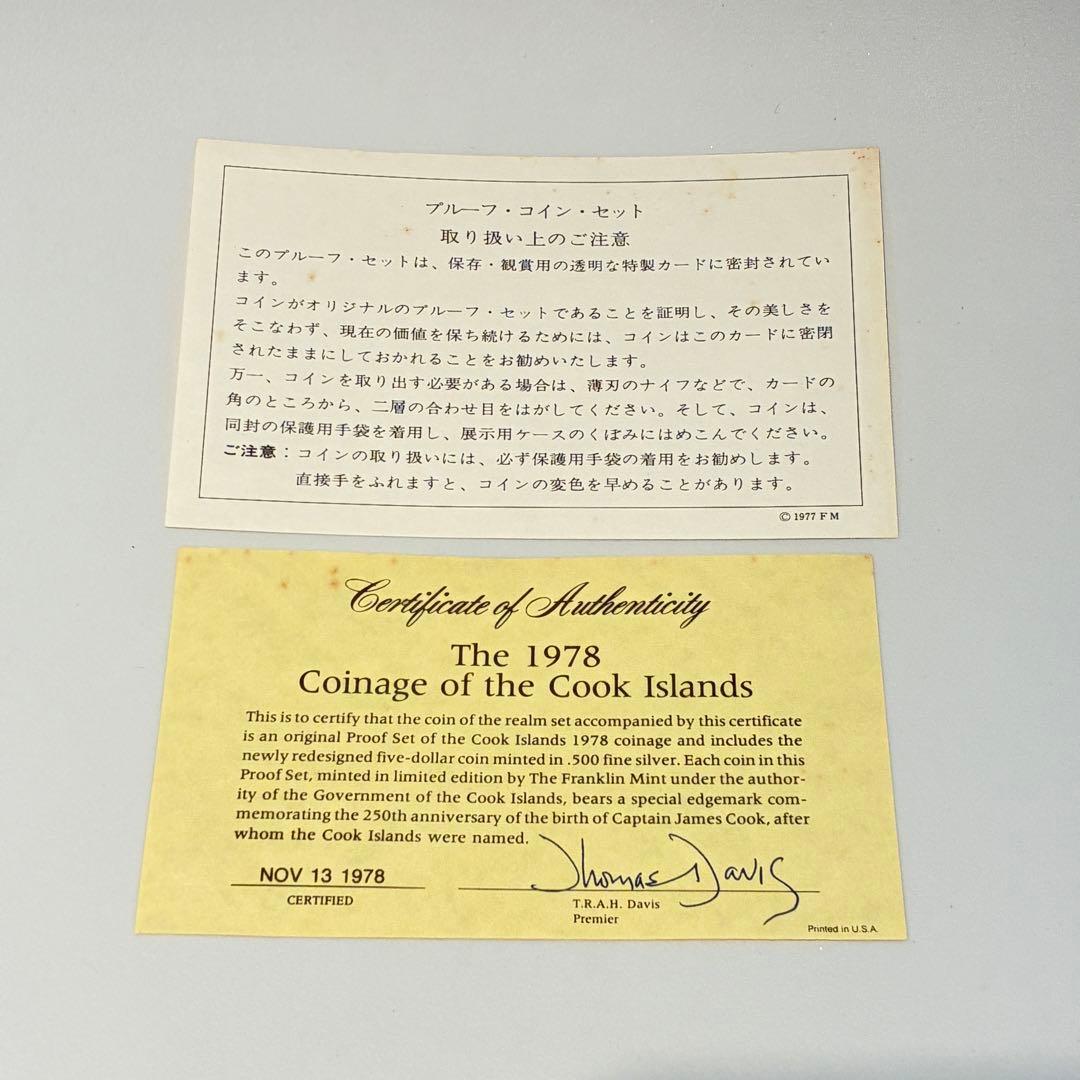 プルーフ・コイン・セット
取り扱い上のご注意
このプルーフ・セットは、保存・観賞用の透明な特製カードに密封されてい
ます。
コインがオリジナルのプルーフ・セットであることを証明し、その美しさを
そこなわず、現在の価値を保ち続けるためには、コインはこのカードに密閉
されたままにしておかれることをお勧めいたします。
万一、コインを取り出す必要がある場合は、薄刃のナイフなどで、カードの
角のところから、二層の合わせ目をはがしてください。そして、コインは、
同封の保護用手袋を着用し、展示用ケースのくぼみにはめこんでください。
ご注意：コインの取り扱いには、必ず保護用手袋の着用をお勧めします。
直接手をふれますと、コインの変色を早めることがあります。
© 1977 F M
Certificate of Authenticity
The 1978
Coinage of the Cook Islands
This is to certify that the coin of the realm set accompanied by this certificate
is an original Proof Set of the Cook Islands 1978 coinage and includes the
newly redesigned five-dollar coin minted in .500 fine silver. Each coin in this
Proof Set, minted in limited edition by The Franklin Mint under the author-
ity of the Government of the Cook Islands, bears a special edgemark com-
memorating the 250th anniversary of the birth of Captain James Cook, after
whom the Cook Islands were named.
Thomas Davis
NOV 13 1978
CERTIFIED
T.R.A.H. Davis
Premier
Printed in U.S.A.